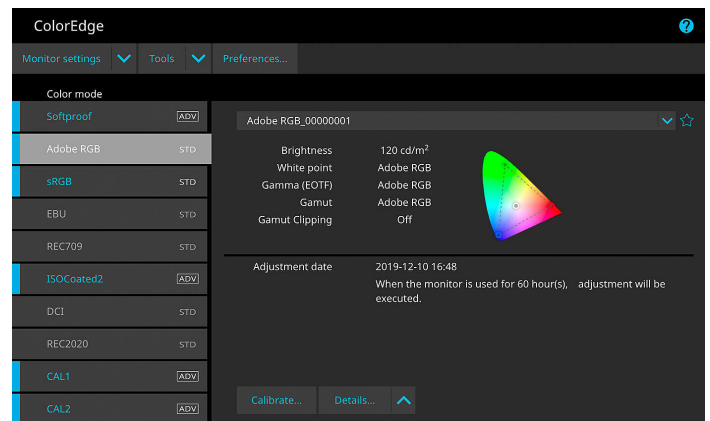 ColorEdge
Monitor settings Tools Preferences...
Color mode
Softproof ADV
Adobe RGB STD
sRGB STD
EBU STD
REC709 STD
ISOCoated2 ADV
DCI STD
REC2020 STD
CAL1 ADV
CAL2 ADV
Adobe RGB_00000001
Brightness 120 cd/m²
White point Adobe RGB
Gamma (EOTF) Adobe RGB
Gamut Adobe RGB
Gamut Clipping Off
Adjustment date 2019-12-10 16:48
When the monitor is used for 60 hour(s), adjustment will be
executed.
Calibrate... Details...